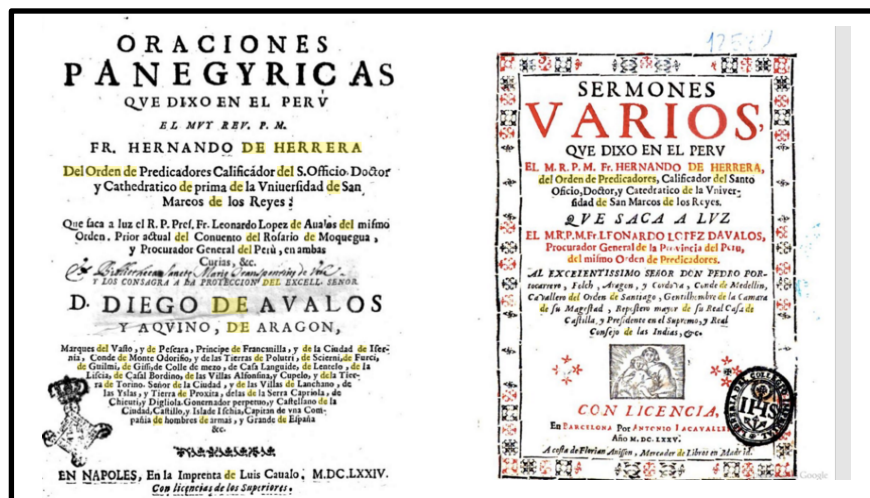 ORACIONES
PANEGYRICAS
QVE DIXO EN EL PERÙ
EL MVY REV. P. M.
FR. HERNANDO DE HERRERA
Del Orden de Predicadores Calificador del S. Officio, Doctor
y Cathedratico de prima de la Vniuersidad de San
Marcos de los Reyes:
Que saca a luz el R. P. Pres. Fr. Leonardo Lopez de Aualos del mismo
Orden. Prior actual del Conuento del Rosario de Moquegua,
y Procurador General del Perù, en ambas
Curias, &c.
Y LOS CONSAGRA A LA PROTECCION DEL EXCELL. SEÑOR
D. DIEGO DE AVALOS
Y AQVINO, DE ARAGON,
Marques del Vasto, y de Pescara, Principe de Francauilla, y de la Ciudad de Iser-
nia, Conde de Monte Odorisio, y de las Tierras de Polutri, de Scierni, de Furci,
de Guilmi, de Gissi, de Colle de mezo, de Casa Languide, de Lentelo, de la
Liscia, de Casal Bordino, de las Villas Alfonsina, y Cupelo, y de la Tier-
ra de Torino. Señor de la Ciudad, y de las Villas de Lanchano, de
las Yslas, y Tierra de Proxita, de las de la Serra Capriola, de
Chieuti, y Digliola. Gouernador perpetuo, y Castellano de la
Ciudad, Castillo, y Isla de Ischia, Capitan de vna Com-
pañia de hombres de armas, y Grande de España
&c.
EN NAPOLES, En la Imprenta de Luis Caualo, M.DC.LXXIV.
Con licencias de los Superiores.
SERMONES
VARIOS,
QVE DIXO EN EL PERV
EL M. R. P. M. Fr. HERNANDO DE HERRERA,
del Orden de Predicadores, Calificador del Santo
Oficio, Doctor, y Catedratico de la Vniver-
sidad de San Marcos de los Reyes.
QVE SACA A LVZ
EL M.R.P.M.Fr. LEONARDO LOPEZ DAVALOS,
Procurador General de la Provincia del Peru,
del mismo Orden de Predicadores.
AL EXCELENTISSIMO SEÑOR DON PEDRO POR-
tocarrero, Folch, Aragon, y Cordova, Conde de Medellin,
Cavallero del Orden de Santiago, Gentilhombre de la Camara
de su Magestad, Repostero mayor de su Real Casa de
Castilla, y Presidente en el Supremo, y Real
Consejo de las Indias, &c.
CON LICENCIA,
En BARCELONA Por ANTONIO LACAVALLE
Año M. DC. LXXV.
A costa de Florian Anisson, Mercader de Libros en Madrid.
IHS
Google